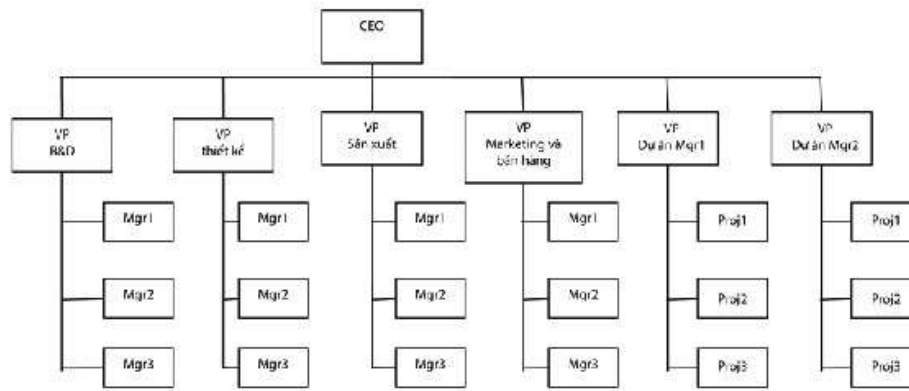 CEO
VP
R&D
VP
thiết kế
VP
Sản xuất
VP
Marketing và
bán hàng
VP
Dự án Mgr1
VP
Dự án Mgr2
Mgr1
Mgr1
Mgr1
Mgr1
Proj1
Proj1
Mgr2
Mgr2
Mgr2
Mgr2
Proj2
Proj2
Mgr3
Mgr3
Mgr3
Mgr3
Proj3
Proj3